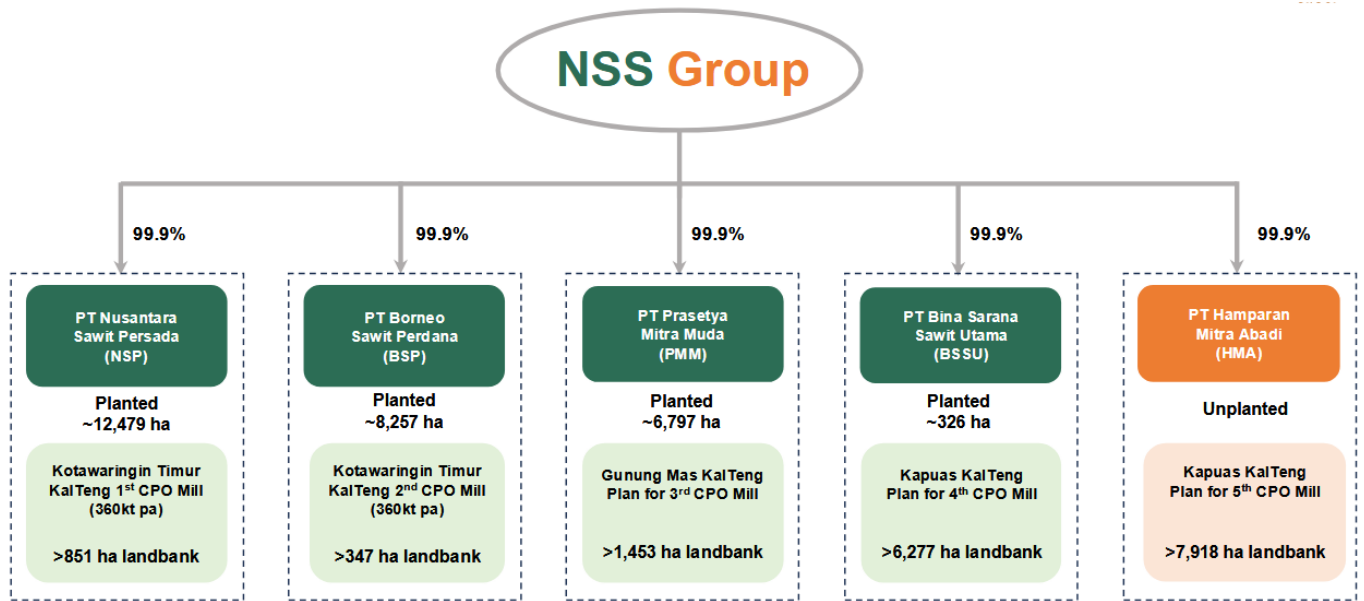 NSS Group
99.9%
99.9%
99.9%
99.9%
99.9%
PT Nusantara
Sawit Persada
(NSP)
Planted
~12,479 ha
Kotawaringin Timur
KalTeng 1st CPO Mill
(360kt pa)
>851 ha landbank
PT Borneo
Sawit Perdana
(BSP)
Planted
~8,257 ha
Kotawaringin Timur
KalTeng 2nd CPO Mill
(360kt pa)
>347 ha landbank
PT Prasetya
Mitra Muda
(PMM)
Planted
~6,797 ha
Gunung Mas KalTeng
Plan for 3rd CPO Mill
>1,453 ha landbank
PT Bina Sarana
Sawit Utama
(BSSU)
Planted
~326 ha
Kapuas KalTeng
Plan for 4th CPO Mill
>6,277 ha landbank
PT Hamparan
Mitra Abadi
(HMA)
Unplanted
Kapuas KalTeng
Plan for 5th CPO Mill
>7,918 ha landbank